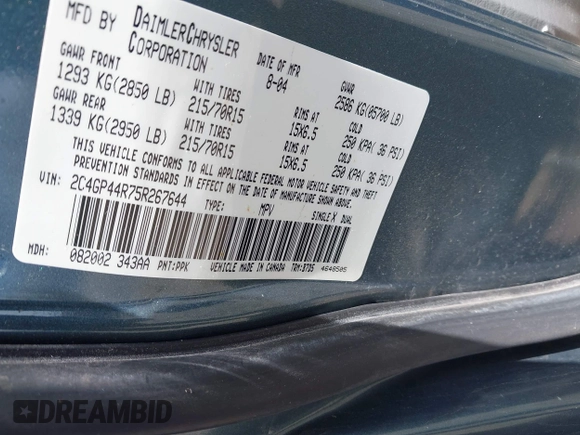 MFD BY DAIMLERCHRYSLER CORPORATION DATE OF MFR 8-04 GVWR 2586 KG(05700 LB)
GAWR FRONT WITH TIRES RIMS AT COLD
1293 KG(2850 LB) 215/70R15 15X6.5 250 KPA( 36 PSI)
GAWR REAR WITH TIRES RIMS AT COLD
1339 KG(2950 LB) 215/70R15 15X6.5 250 KPA( 36 PSI)
THIS VEHICLE CONFORMS TO ALL APPLICABLE FEDERAL MOTOR VEHICLE SAFETY, AND THEFT
PREVENTION STANDARDS IN EFFECT ON THE DATE OF MANUFACTURE SHOWN ABOVE.
VIN: 2C4GP44R75R267644 TYPE: MPV SINGLE X DUAL
MDH: 082002 343AA PNT:PPK VEHICLE MADE IN CANADA TRM:B7D5 4648505
DREAMBID